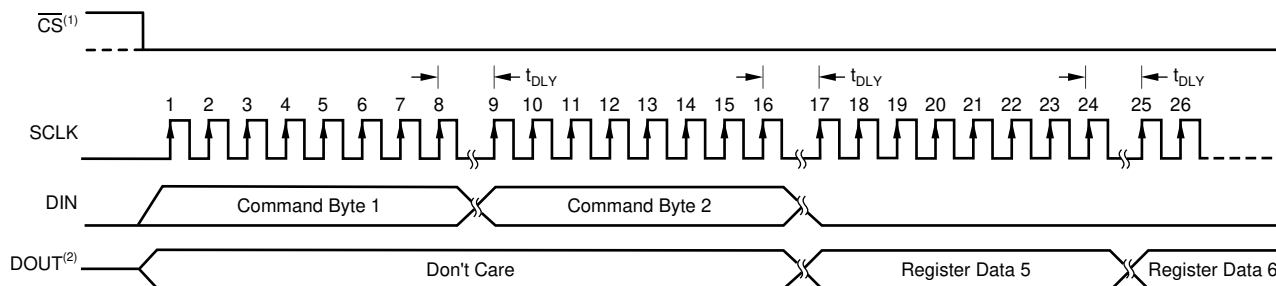 CS(1)
tDLY tDLY tDLY
1 2 3 4 5 6 7 8 9 10 11 12 13 14 15 16 17 18 19 20 21 22 23 24 25 26
SCLK
DIN Command Byte 1 Command Byte 2
DOUT(2) Don't Care Register Data 5 Register Data 6